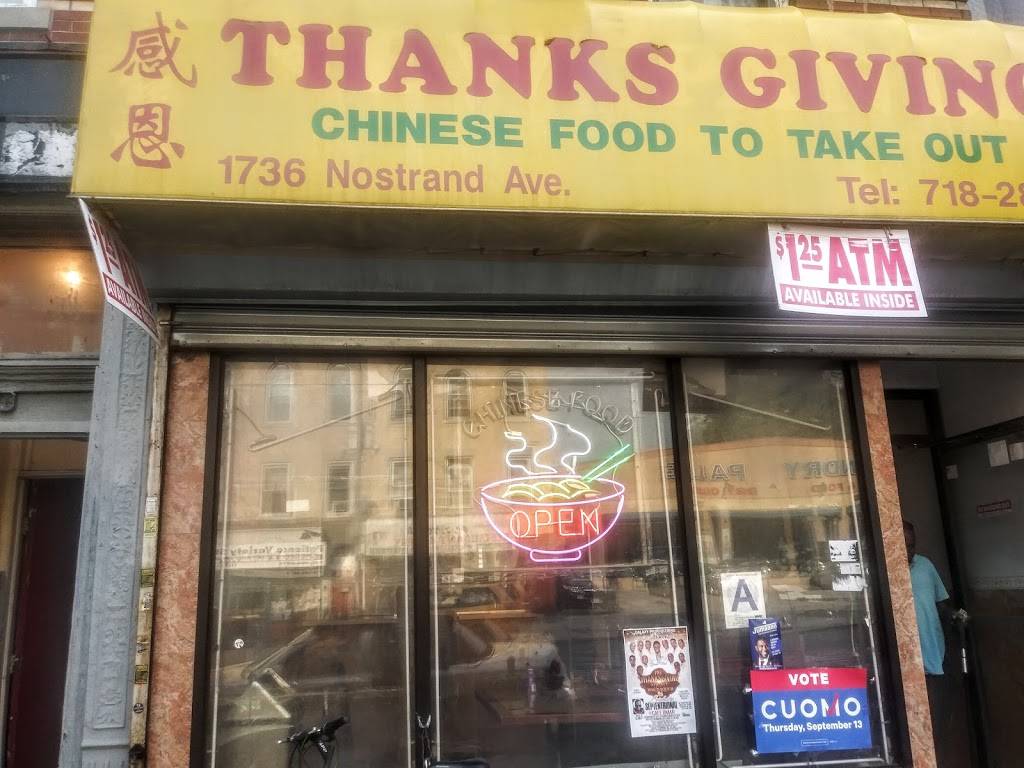 感恩
THANKS GIVING
CHINESE FOOD TO TAKE OUT
1736 Nostrand Ave.
Tel: 718-28
$1.25 ATM
AVAILABLE INSIDE
CHINESE FOOD
OPEN
A
VOTE
CUOMO
Thursday, September 13